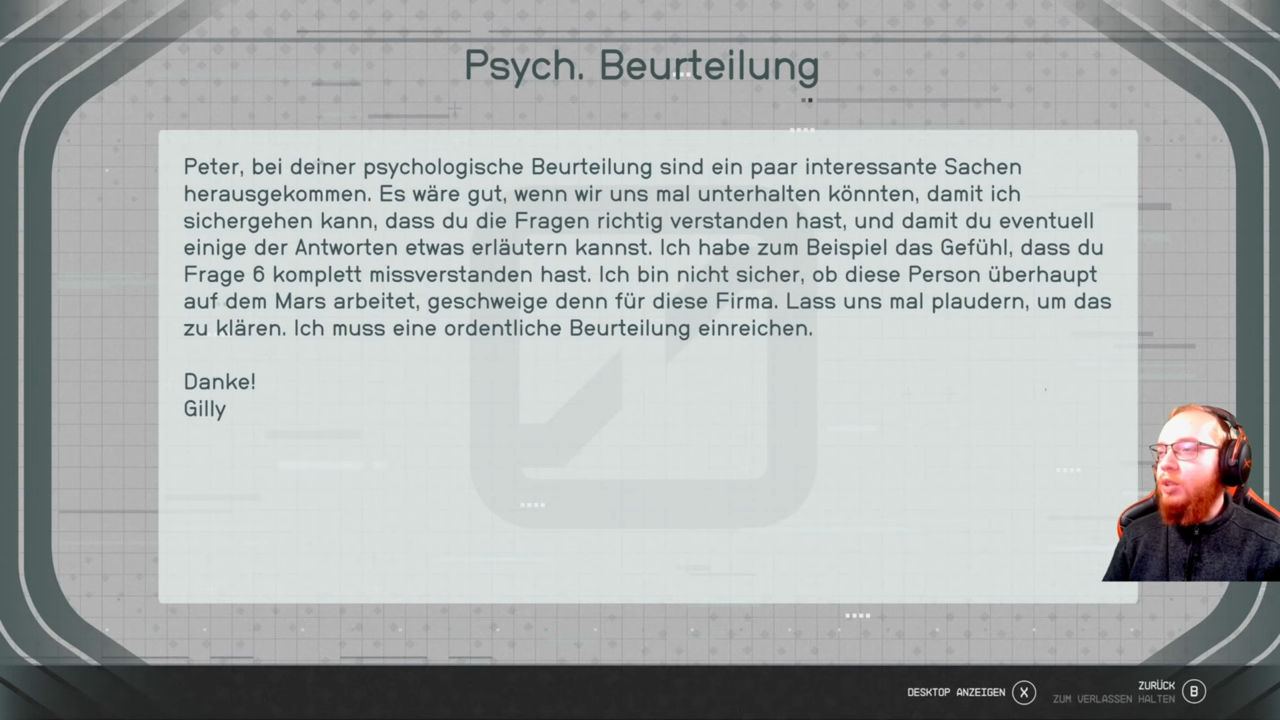 Psych. Beurteilung
Peter, bei deiner psychologische Beurteilung sind ein paar interessante Sachen
herausgekommen. Es wäre gut, wenn wir uns mal unterhalten könnten, damit ich
sichergehen kann, dass du die Fragen richtig verstanden hast, und damit du eventuell
einige der Antworten etwas erläutern kannst. Ich habe zum Beispiel das Gefühl, dass du
Frage 6 komplett missverstanden hast. Ich bin nicht sicher, ob diese Person überhaupt
auf dem Mars arbeitet, geschweige denn für diese Firma. Lass uns mal plaudern, um das
zu klären. Ich muss eine ordentliche Beurteilung einreichen.
Danke!
Gilly
DESKTOP ANZEIGEN X
ZURÜCK B
ZUM VERLASSEN HALTEN